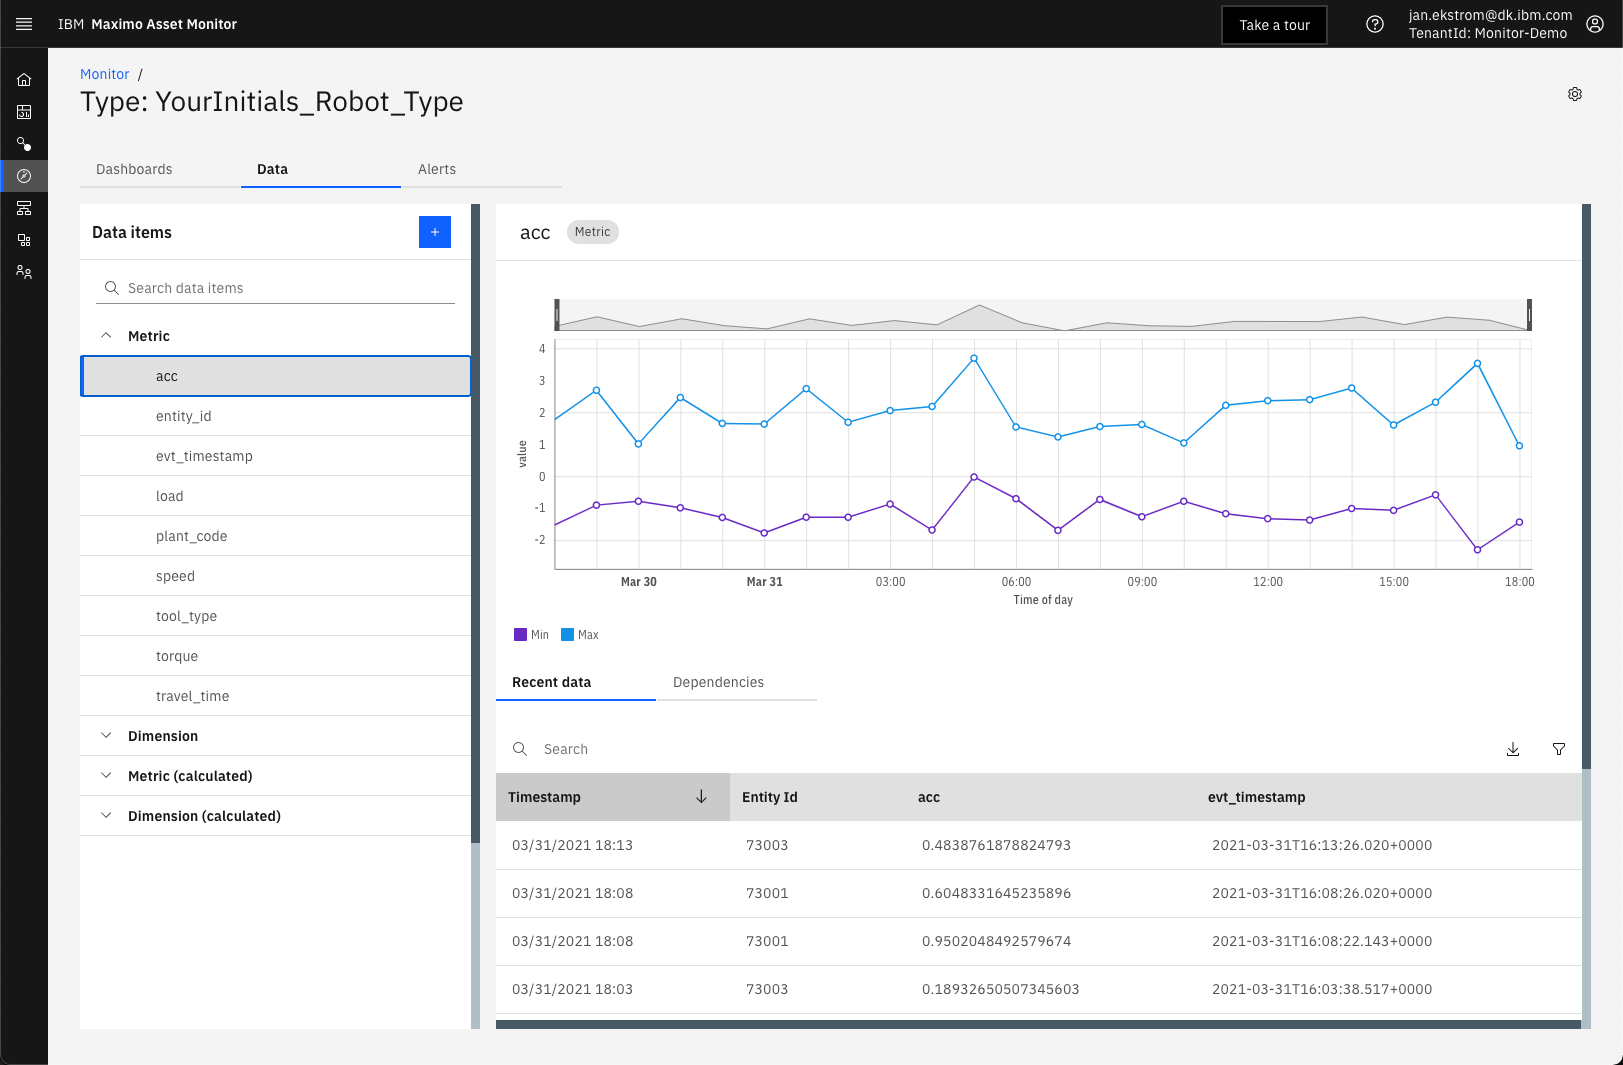 IBM Maximo Asset Monitor
Take a tour
jan.ekstrom@dk.ibm.com
TenantId: Monitor-Demo
Monitor /
Type: YourInitials_Robot_Type
Dashboards Data Alerts
Data items
+
Search data items
Metric
acc
entity_id
evt_timestamp
load
plant_code
speed
tool_type
torque
travel_time
Dimension
Metric (calculated)
Dimension (calculated)
acc Metric
4
3
2
1
0
-1
-2
value
Mar 30 Mar 31 03:00 06:00 09:00 12:00 15:00 18:00
Time of day
Min Max
Recent data Dependencies
Search
Timestamp Entity Id acc evt_timestamp
03/31/2021 18:13 73003 0.4838761878824793 2021-03-31T16:13:26.020+0000
03/31/2021 18:08 73001 0.6048331645235896 2021-03-31T16:08:26.020+0000
03/31/2021 18:08 73001 0.9502048492579674 2021-03-31T16:08:22.143+0000
03/31/2021 18:03 73003 0.18932650507345603 2021-03-31T16:03:38.517+0000